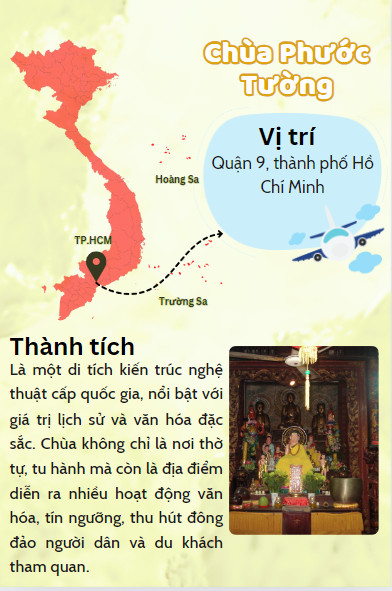 Chùa Phước
Tường
Vị trí
Quận 9, thành phố Hồ
Chí Minh
Hoàng Sa
TP.HCM
Trường Sa
Thành tích
Là một di tích kiến trúc nghệ
thuật cấp quốc gia, nổi bật với
giá trị lịch sử và văn hóa đặc
sắc. Chùa không chỉ là nơi thờ
tự, tu hành mà còn là địa điểm
diễn ra nhiều hoạt động văn
hóa, tín ngưỡng, thu hút đông
đảo người dân và du khách
tham quan.